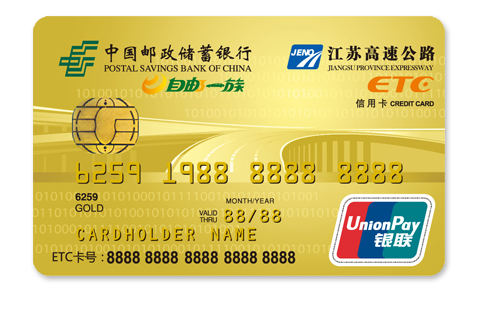 中国邮政储蓄银行
POSTAL SAVINGS BANK OF CHINA
自由一族
JENO
江苏高速公路
JIANGSU PROVINCE EXPRESSWAY
ETC
信用卡 CREDIT CARD
6259 1988 8888 8888
6259
GOLD
MONTH/YEAR
VALID THRU 88/88
CARDHOLDER NAME
ETC卡号：8888 8888 8888 8888 8888
UnionPay
银联